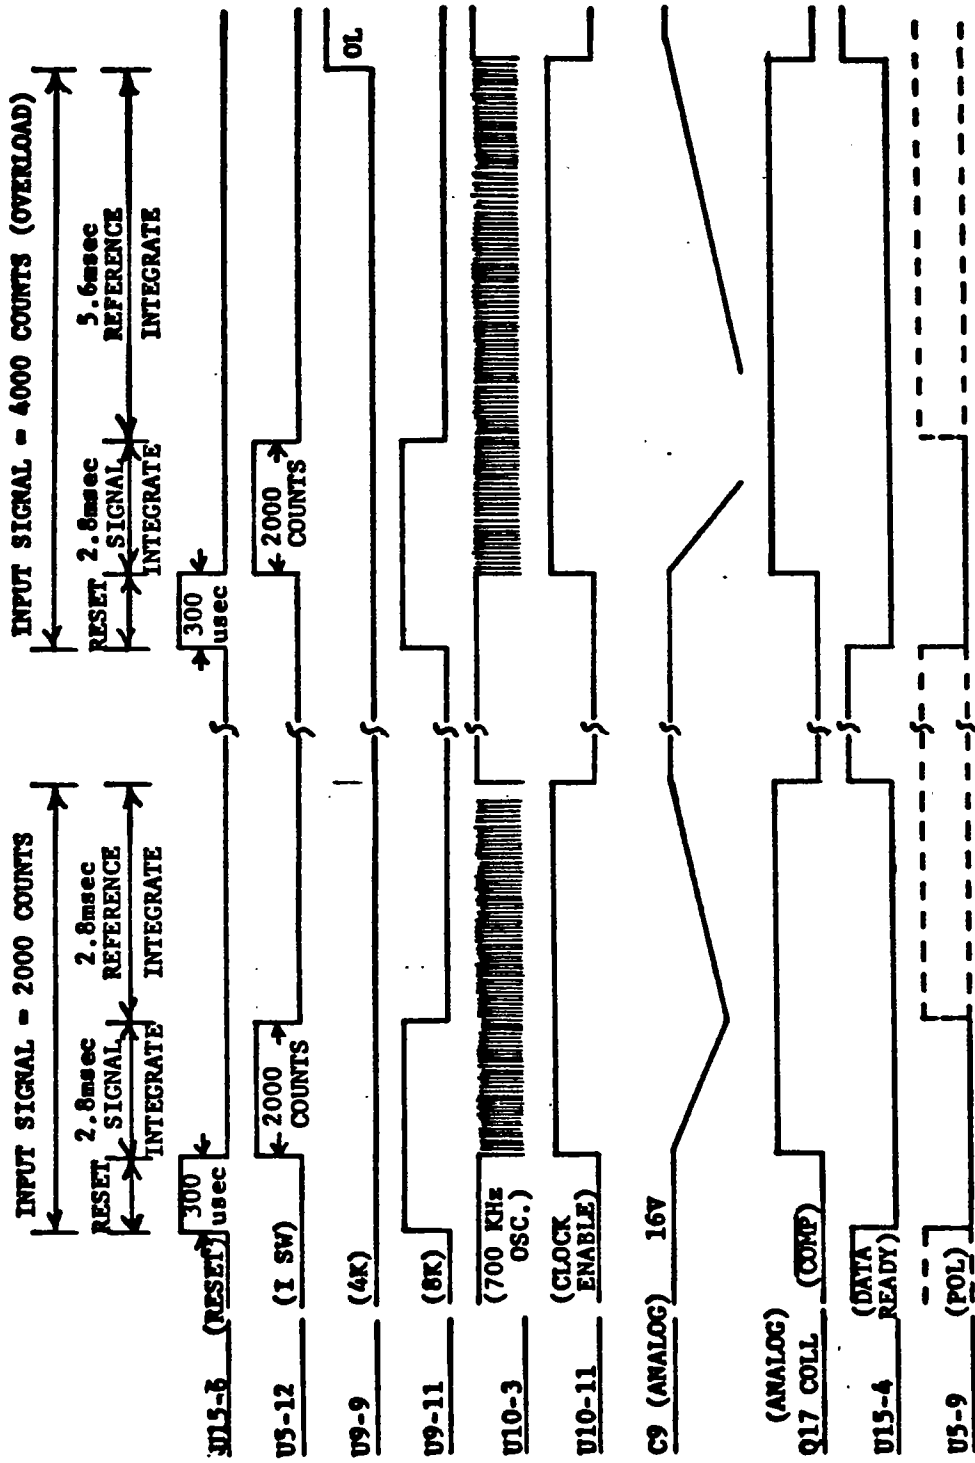 INPUT SIGNAL = 2000 COUNTS
INPUT SIGNAL = 4000 COUNTS (OVERLOAD)
RESET
2.8msec
SIGNAL
INTEGRATE
2.8msec
REFERENCE
INTEGRATE
RESET
2.8msec
SIGNAL
INTEGRATE
5.6msec
REFERENCE
INTEGRATE
U15-6 (RESET)
300
usec
300
usec
U5-12 (I SW)
2000
COUNTS
2000
COUNTS
U9-9 (4K)
OL
U9-11 (8K)
U10-3 (700 KHz
OSC.)
U10-11 (CLOCK
ENABLE)
C9 (ANALOG) 16V
(ANALOG)
Q17 COLL (COMP)
U15-4 (DATA
READY)
U5-9 (POL)